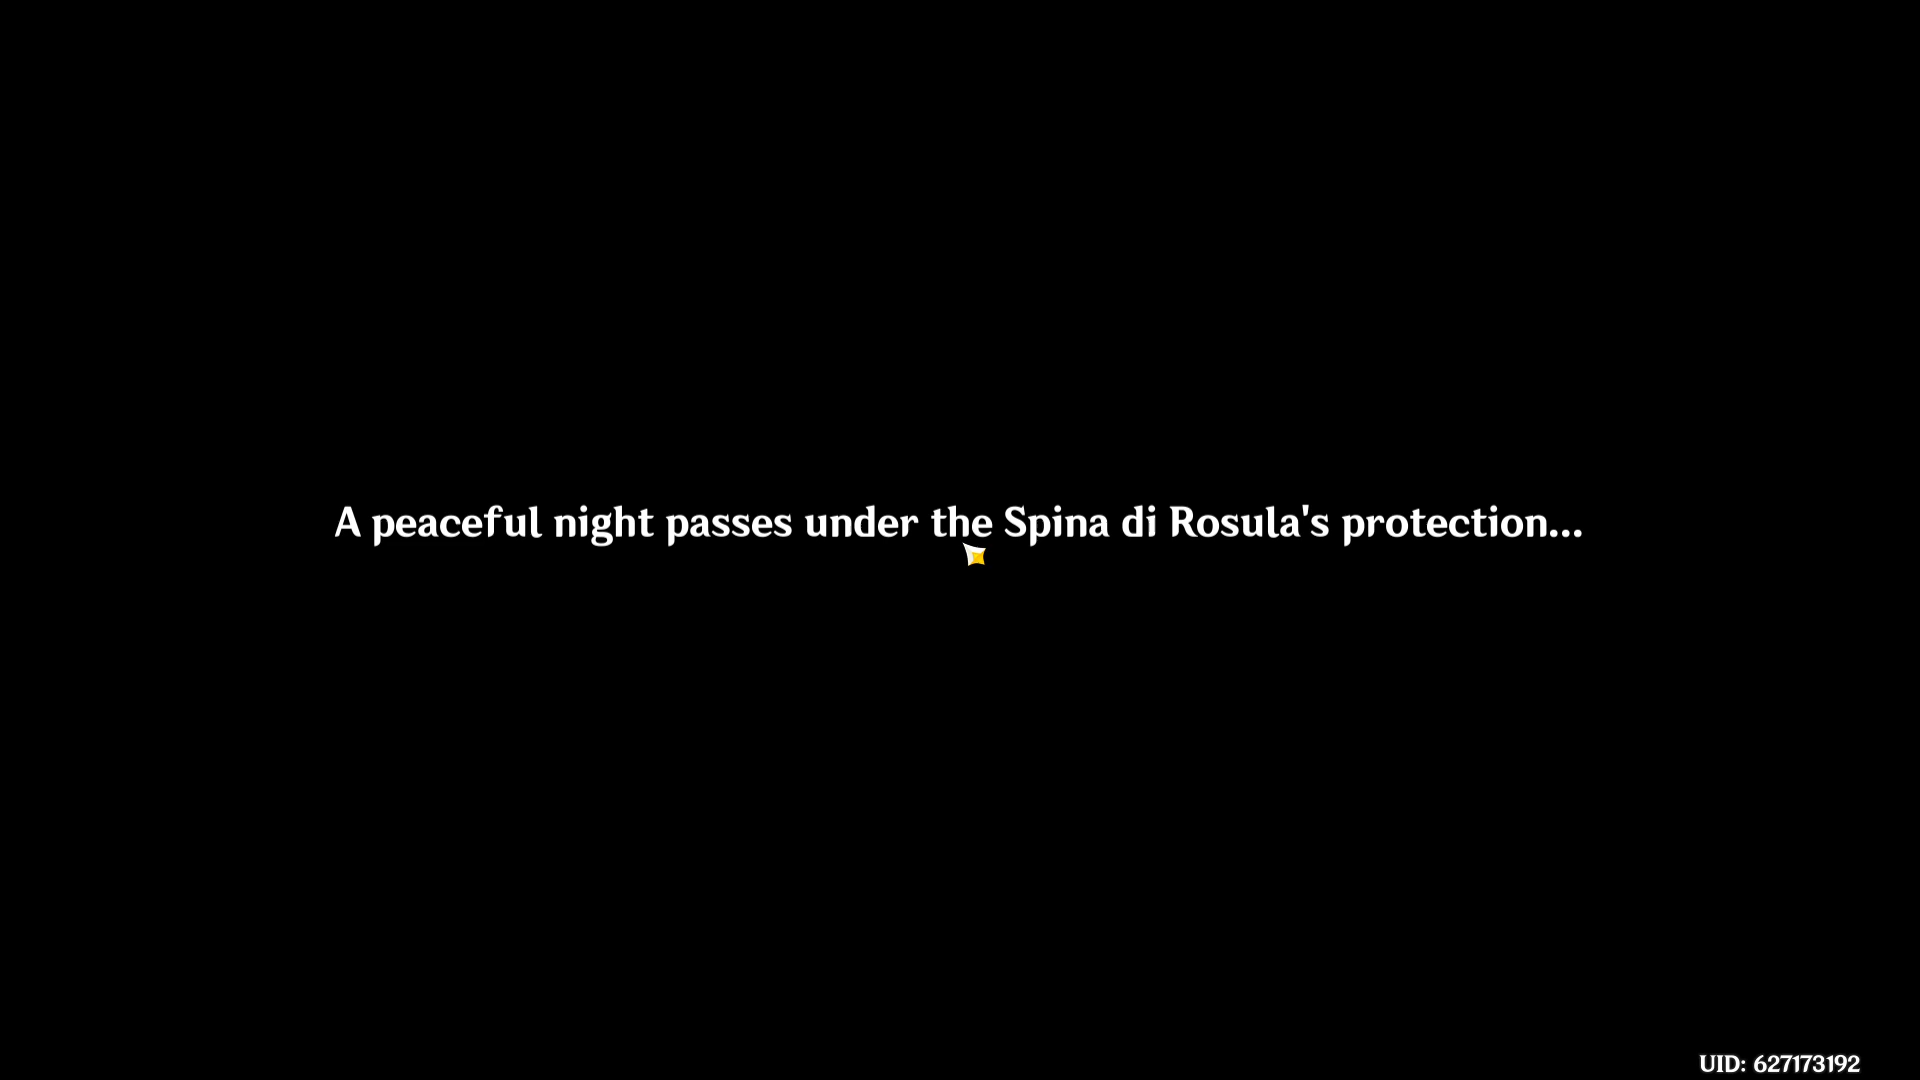 A peaceful night passes under the Spina di Rosula's protection...
UID: 627173192